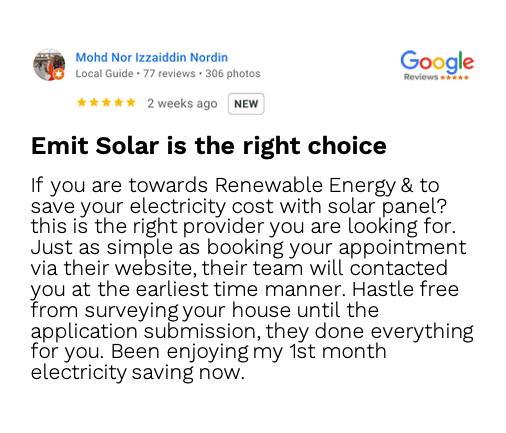 Mohd Nor Izzaiddin Nordin
Google
Local Guide • 77 reviews • 306 photos
Reviews ★★★★★
★★★★★ 2 weeks ago NEW
Emit Solar is the right choice
If you are towards Renewable Energy & to
save your electricity cost with solar panel?
this is the right provider you are looking for.
Just as simple as booking your appointment
via their website, their team will contacted
you at the earliest time manner. Hastle free
from surveying your house until the
application submission, they done everything
for you. Been enjoying my 1st month
electricity saving now.